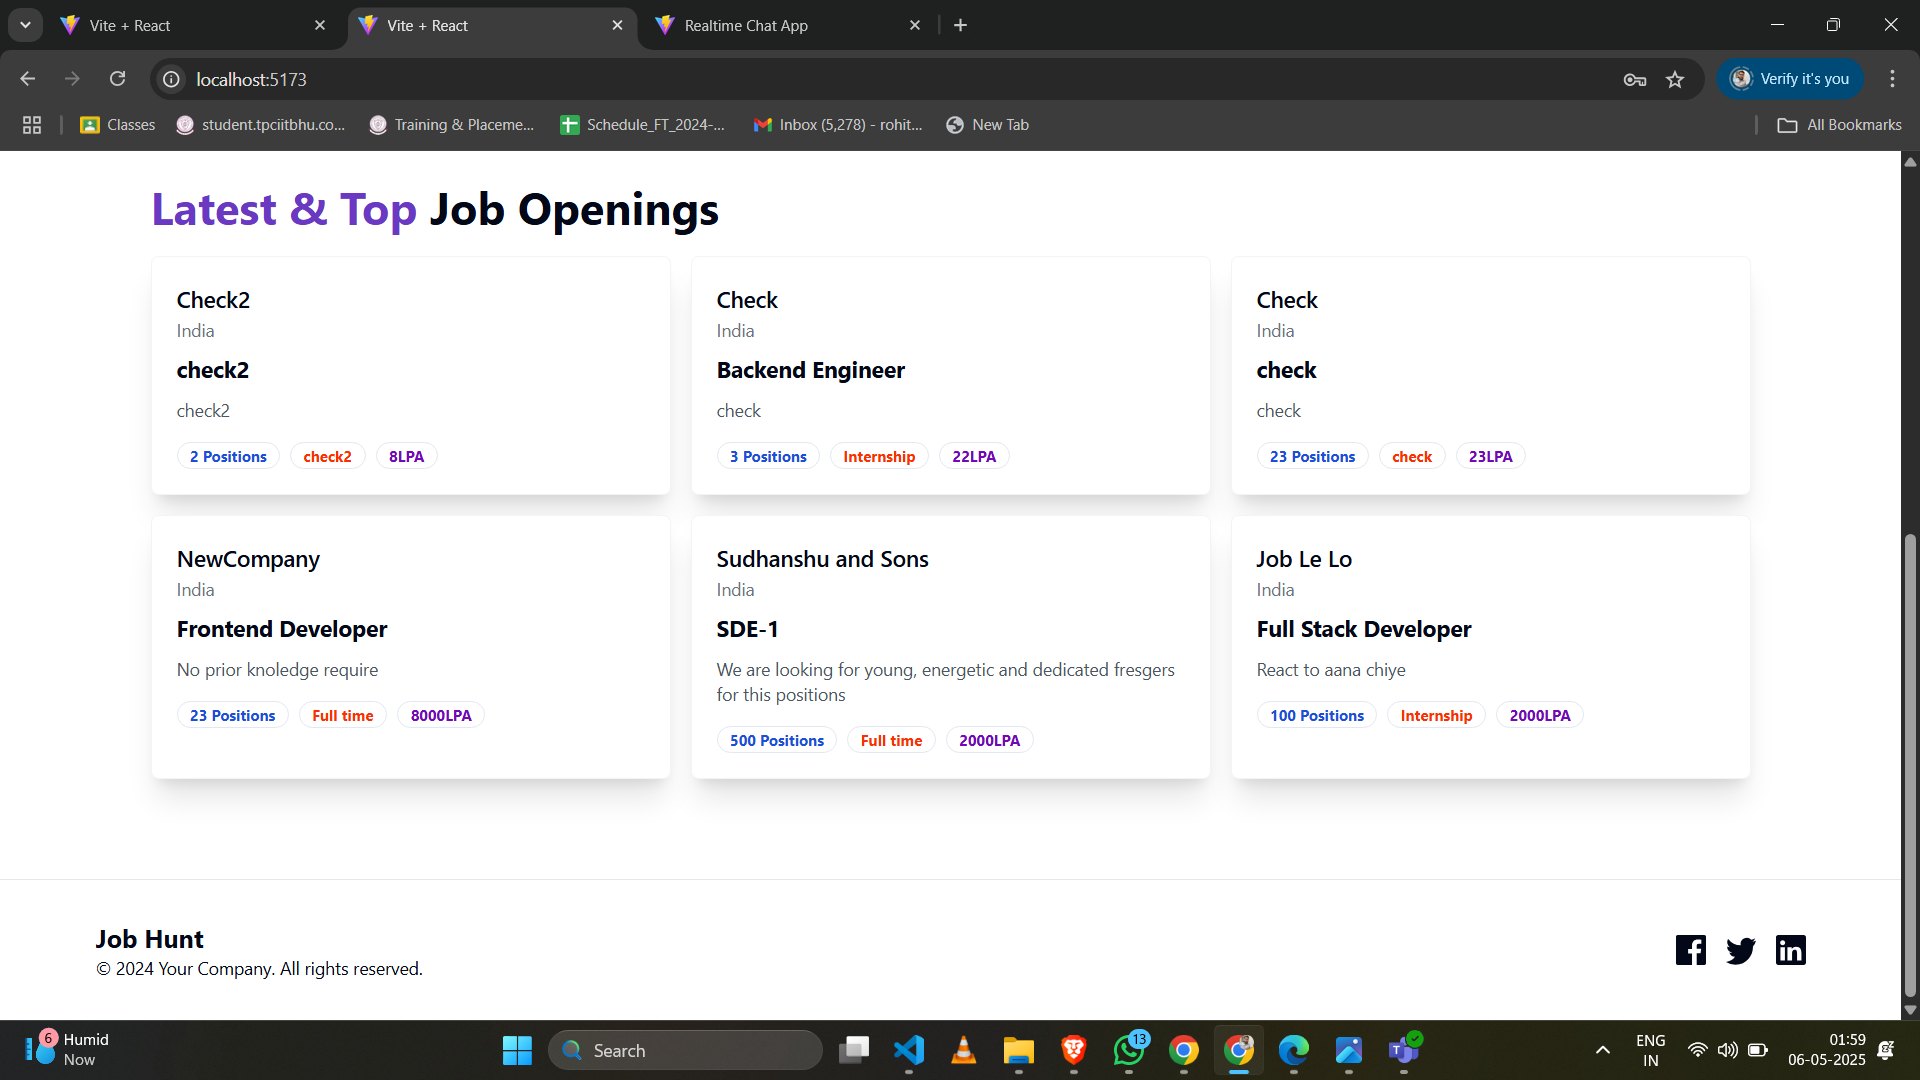 Vite + React
Vite + React
Realtime Chat App
localhost:5173
Verify it's you
Classes
student.tpciitbhu.co...
Training & Placeme...
Schedule_FT_2024-...
Inbox (5,278) - rohit...
New Tab
All Bookmarks
Latest & Top Job Openings
Check2
India
check2
check2
2 Positions
check2
8LPA
Check
India
Backend Engineer
check
3 Positions
Internship
22LPA
Check
India
check
check
23 Positions
check
23LPA
NewCompany
India
Frontend Developer
No prior knoledge require
23 Positions
Full time
8000LPA
Sudhanshu and Sons
India
SDE-1
We are looking for young, energetic and dedicated fresgers
for this positions
500 Positions
Full time
2000LPA
Job Le Lo
India
Full Stack Developer
React to aana chiye
100 Positions
Internship
2000LPA
Job Hunt
© 2024 Your Company. All rights reserved.
6
Humid
Now
Search
13
ENG
IN
01:59
06-05-2025